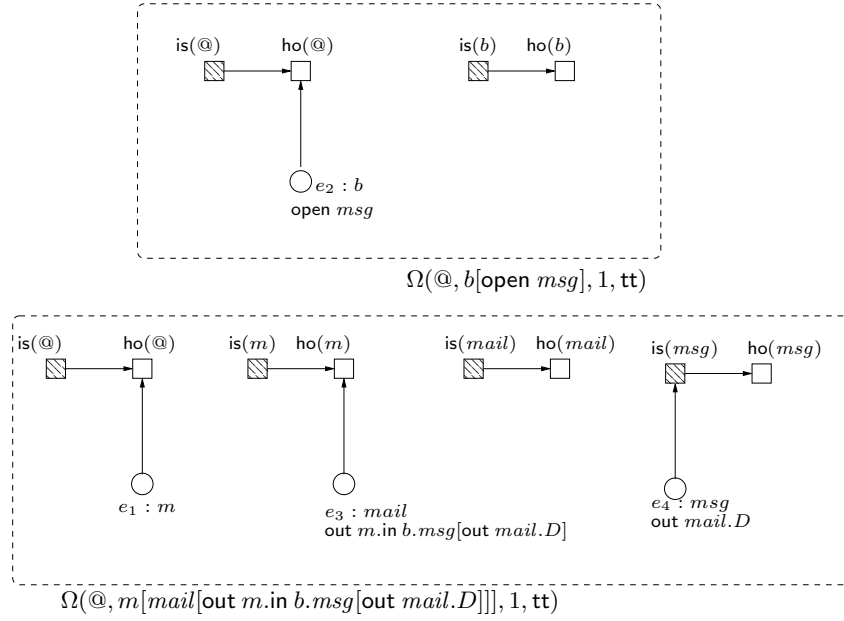 is(@) ho(@) is(b) ho(b)
e₂ : b
open msg
Ω(@, b[open msg], 1, tt)
is(@) ho(@) is(m) ho(m) is(mail) ho(mail) is(msg) ho(msg)
e₁ : m e₃ : mail e₄ : msg
out m.in b.msg[out mail.D] out mail.D
Ω(@, m[mail[out m.in b.msg[out mail.D]]], 1, tt)